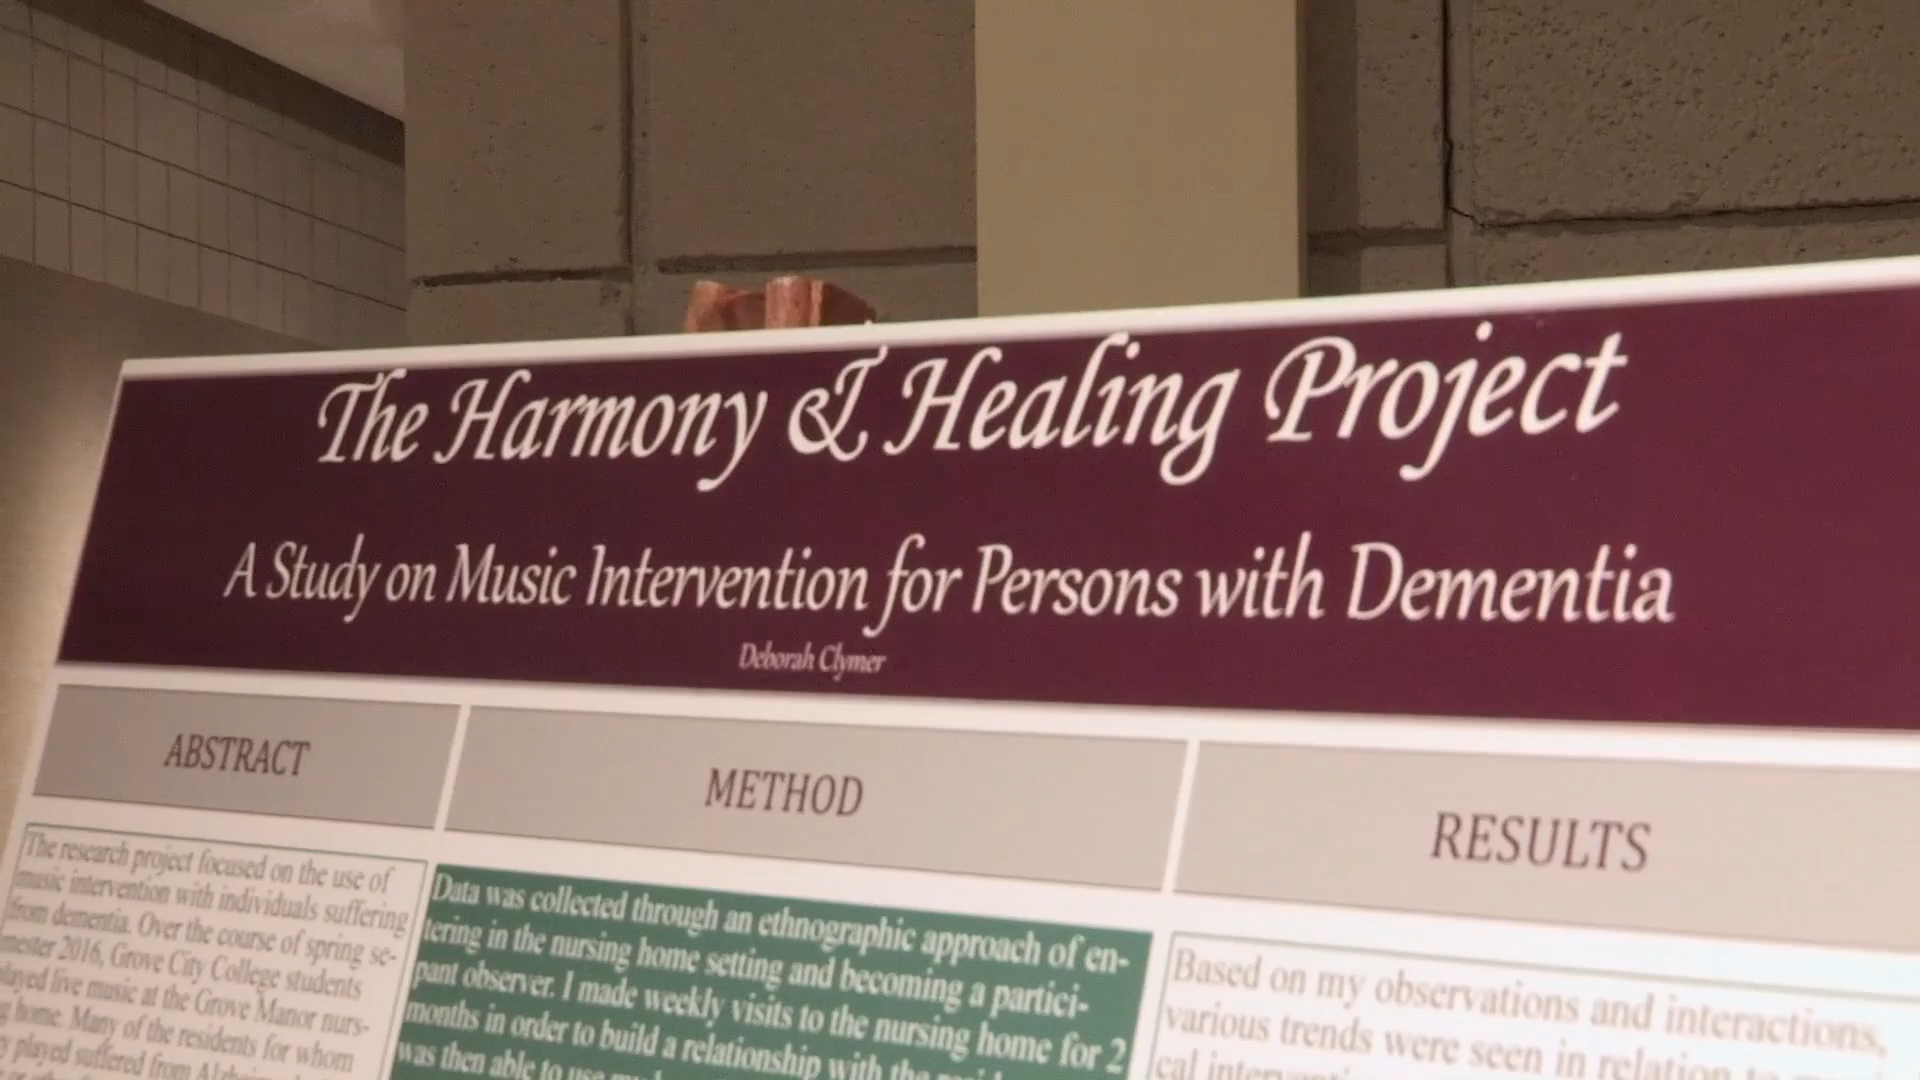 The Harmony & Healing Project
A Study on Music Intervention for Persons with Dementia
Deborah Clymer
ABSTRACT
The research project focused on the use of
music intervention with individuals suffering
from dementia. Over the course of spring se-
mester 2016, Grove City College students
played live music at the Grove Manor nurs-
home. Many of the residents for whom
played suffered from
METHOD
Data was collected through an ethnographic approach of en-
tering in the nursing home setting and becoming a partici-
pant observer. I made weekly visits to the nursing home for 2
months in order to build a relationship with the
was then able to use
RESULTS
Based on my observations and interactions,
various trends were seen in relation to
cal